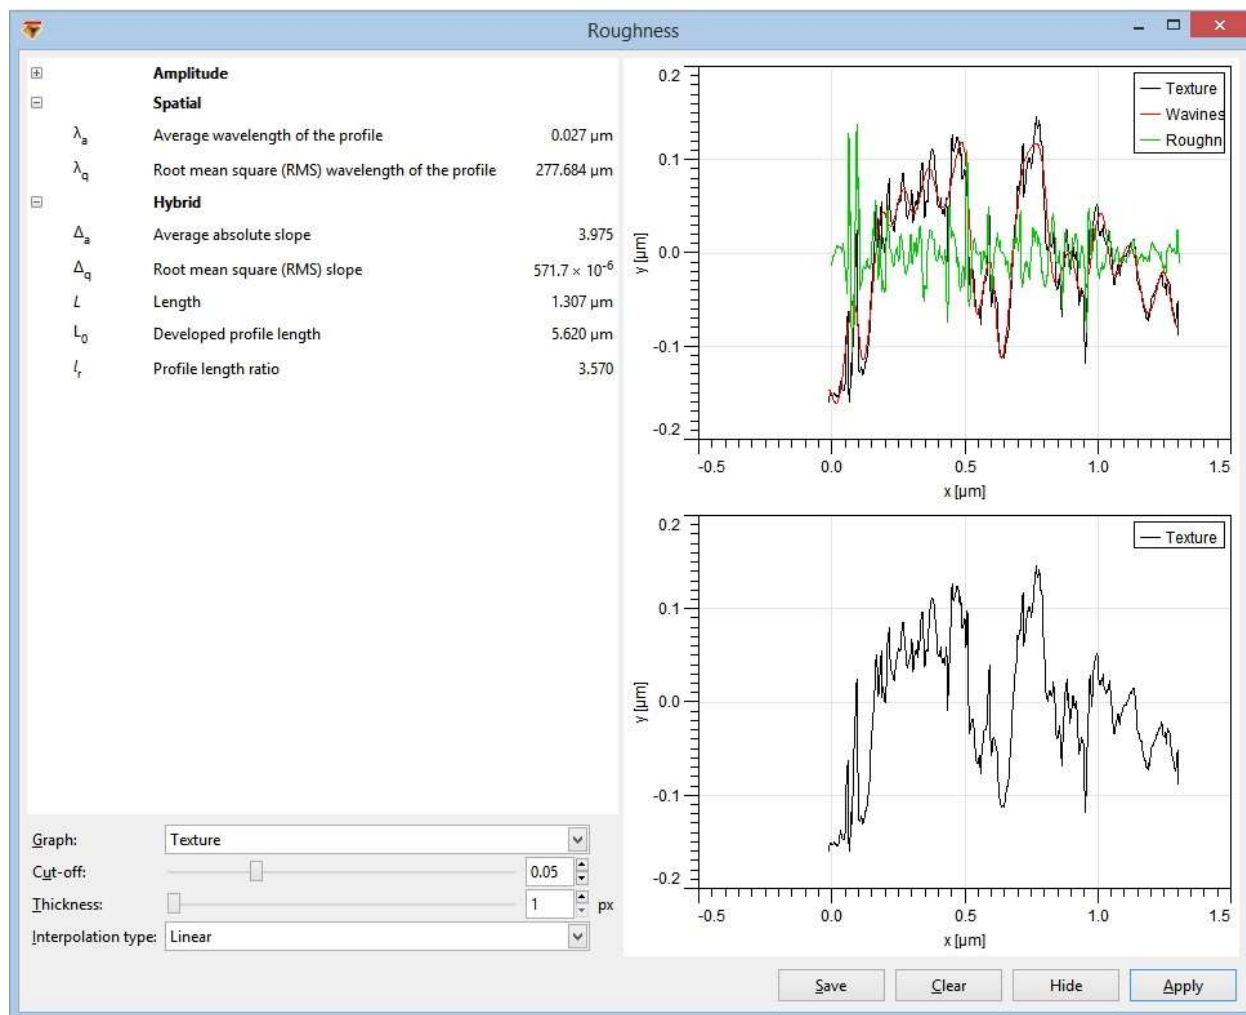 Roughness
Amplitude
Spatial
λa Average wavelength of the profile 0.027 µm
λq Root mean square (RMS) wavelength of the profile 277.684 µm
Hybrid
Δa Average absolute slope 3.975
Δq Root mean square (RMS) slope 571.7 × 10⁻⁶
L Length 1.307 µm
L0 Developed profile length 5.620 µm
lr Profile length ratio 3.570
Graph: Texture
Cut-off: 0.05
Thickness: 1 px
Interpolation type: Linear
Texture
Wavines
Roughn
0.2
0.1
0.0
-0.1
-0.2
y [µm]
-0.5 0.0 0.5 1.0 1.5
x [µm]
Texture
0.2
0.1
0.0
-0.1
-0.2
y [µm]
-0.5 0.0 0.5 1.0 1.5
x [µm]
Save Clear Hide Apply